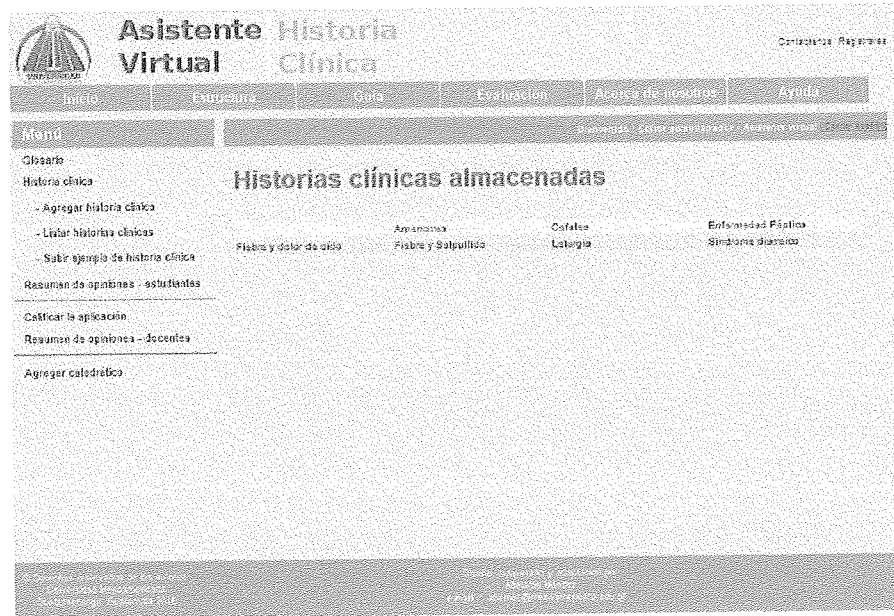 Asistente Historia
Virtual Clínica
Contáctenos Registrarse
Inicio Estructura Guía Evaluación Acerca de nosotros Ayuda
Menú
Glosario
Historia clínica
- Agregar historia clínica
- Listar historias clínicas
- Subir ejemplo de historia clínica
Resumen de opiniones - estudiantes
Calificar la aplicación
Resumen de opiniones - docentes
Agregar catedrático
Historias clínicas almacenadas
Amenorrea Cefalea Enfermedad Péptica
Fiebre y dolor de oído Fiebre y Salpullido Letargia Síndrome diarreico